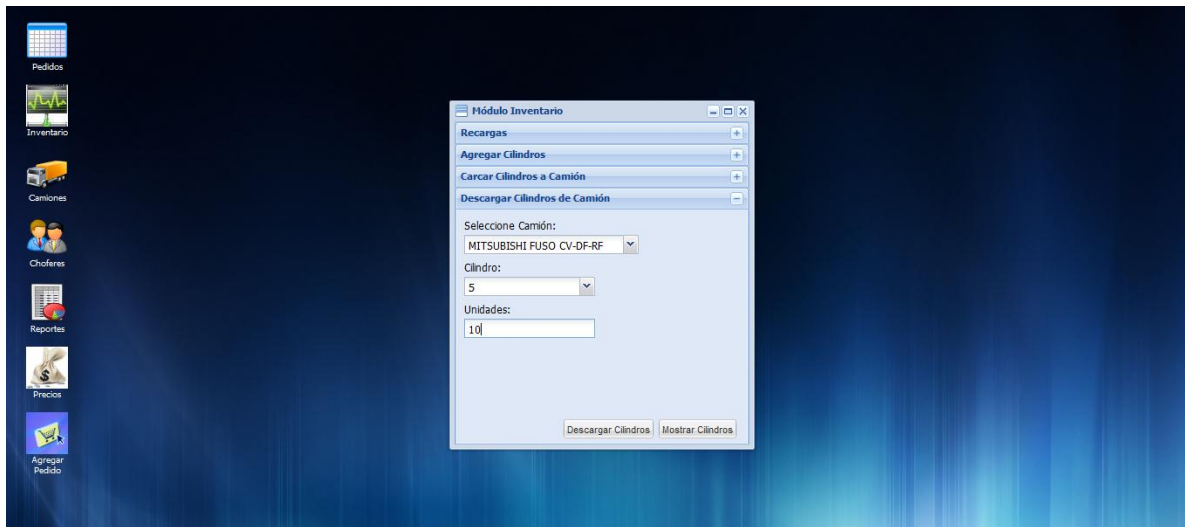 Pedidos
Inventario
Camiones
Choferes
Reportes
$
Precios
Agregar
Pedido
Módulo Inventario
Recargas
Agregar Cilindros
Carcar Cilindros a Camión
Descargar Cilindros de Camión
Seleccione Camión:
MITSUBISHI FUSO CV-DF-RF
Cilindro:
5
Unidades:
10
Descargar Cilindros
Mostrar Cilindros